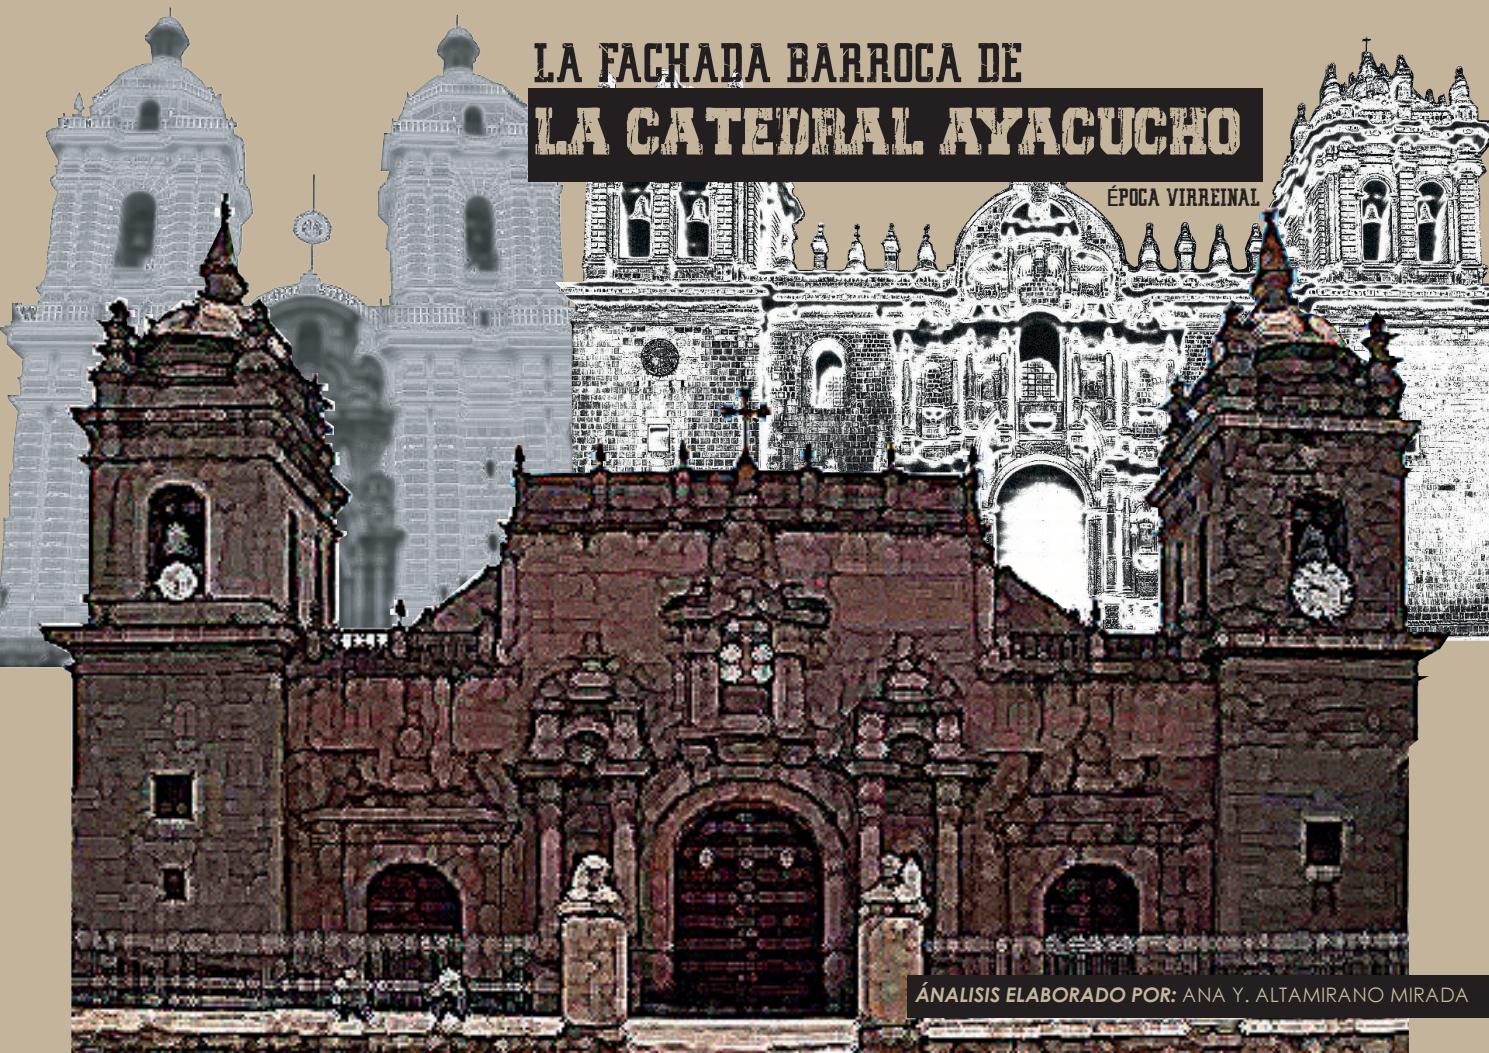 LA FACHADA BARROCA DE
LA CATEDRAL AYACUCHO
ÉPOCA VIRREINAL
ÁNALISIS ELABORADO POR: ANA Y. ALTAMIRANO MIRADA